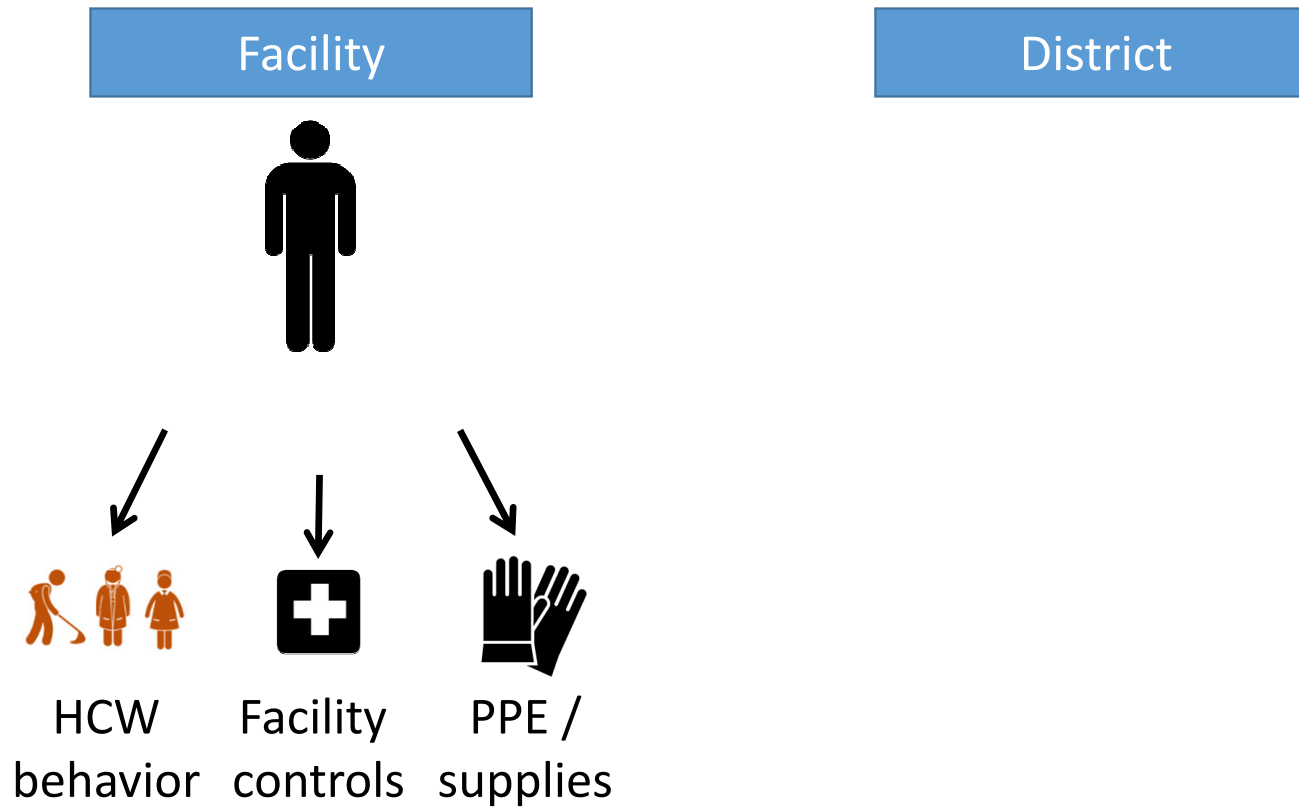 Facility
District
HCW
behavior
Facility
controls
PPE /
supplies